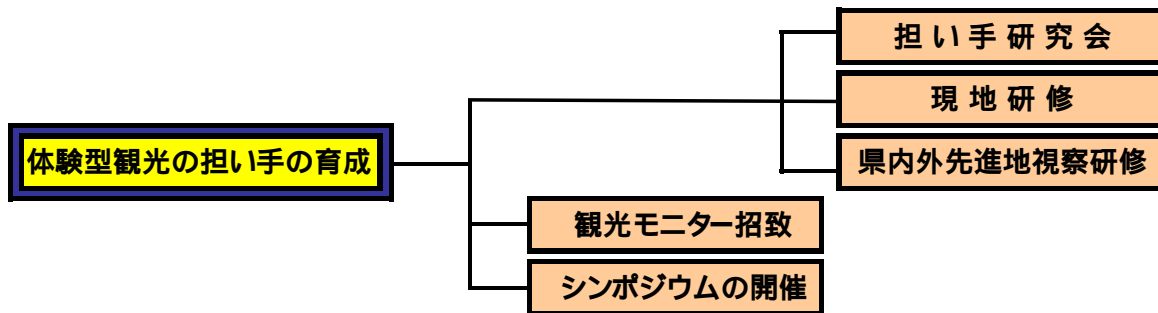 担い手研究会
現地研修
体験型観光の担い手の育成
県内外先進地視察研修
観光モニター招致
シンポジウムの開催